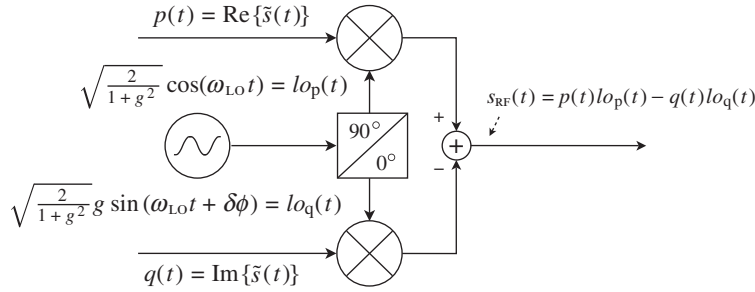 p(t) = Re{s̃(t)}
√(2/(1+g²)) cos(ω_LO t) = lo_p(t)
s_RF(t) = p(t)lo_p(t) − q(t)lo_q(t)
+
90°
0°
+
−
√(2/(1+g²)) g sin(ω_LO t + δϕ) = lo_q(t)
q(t) = Im{s̃(t)}